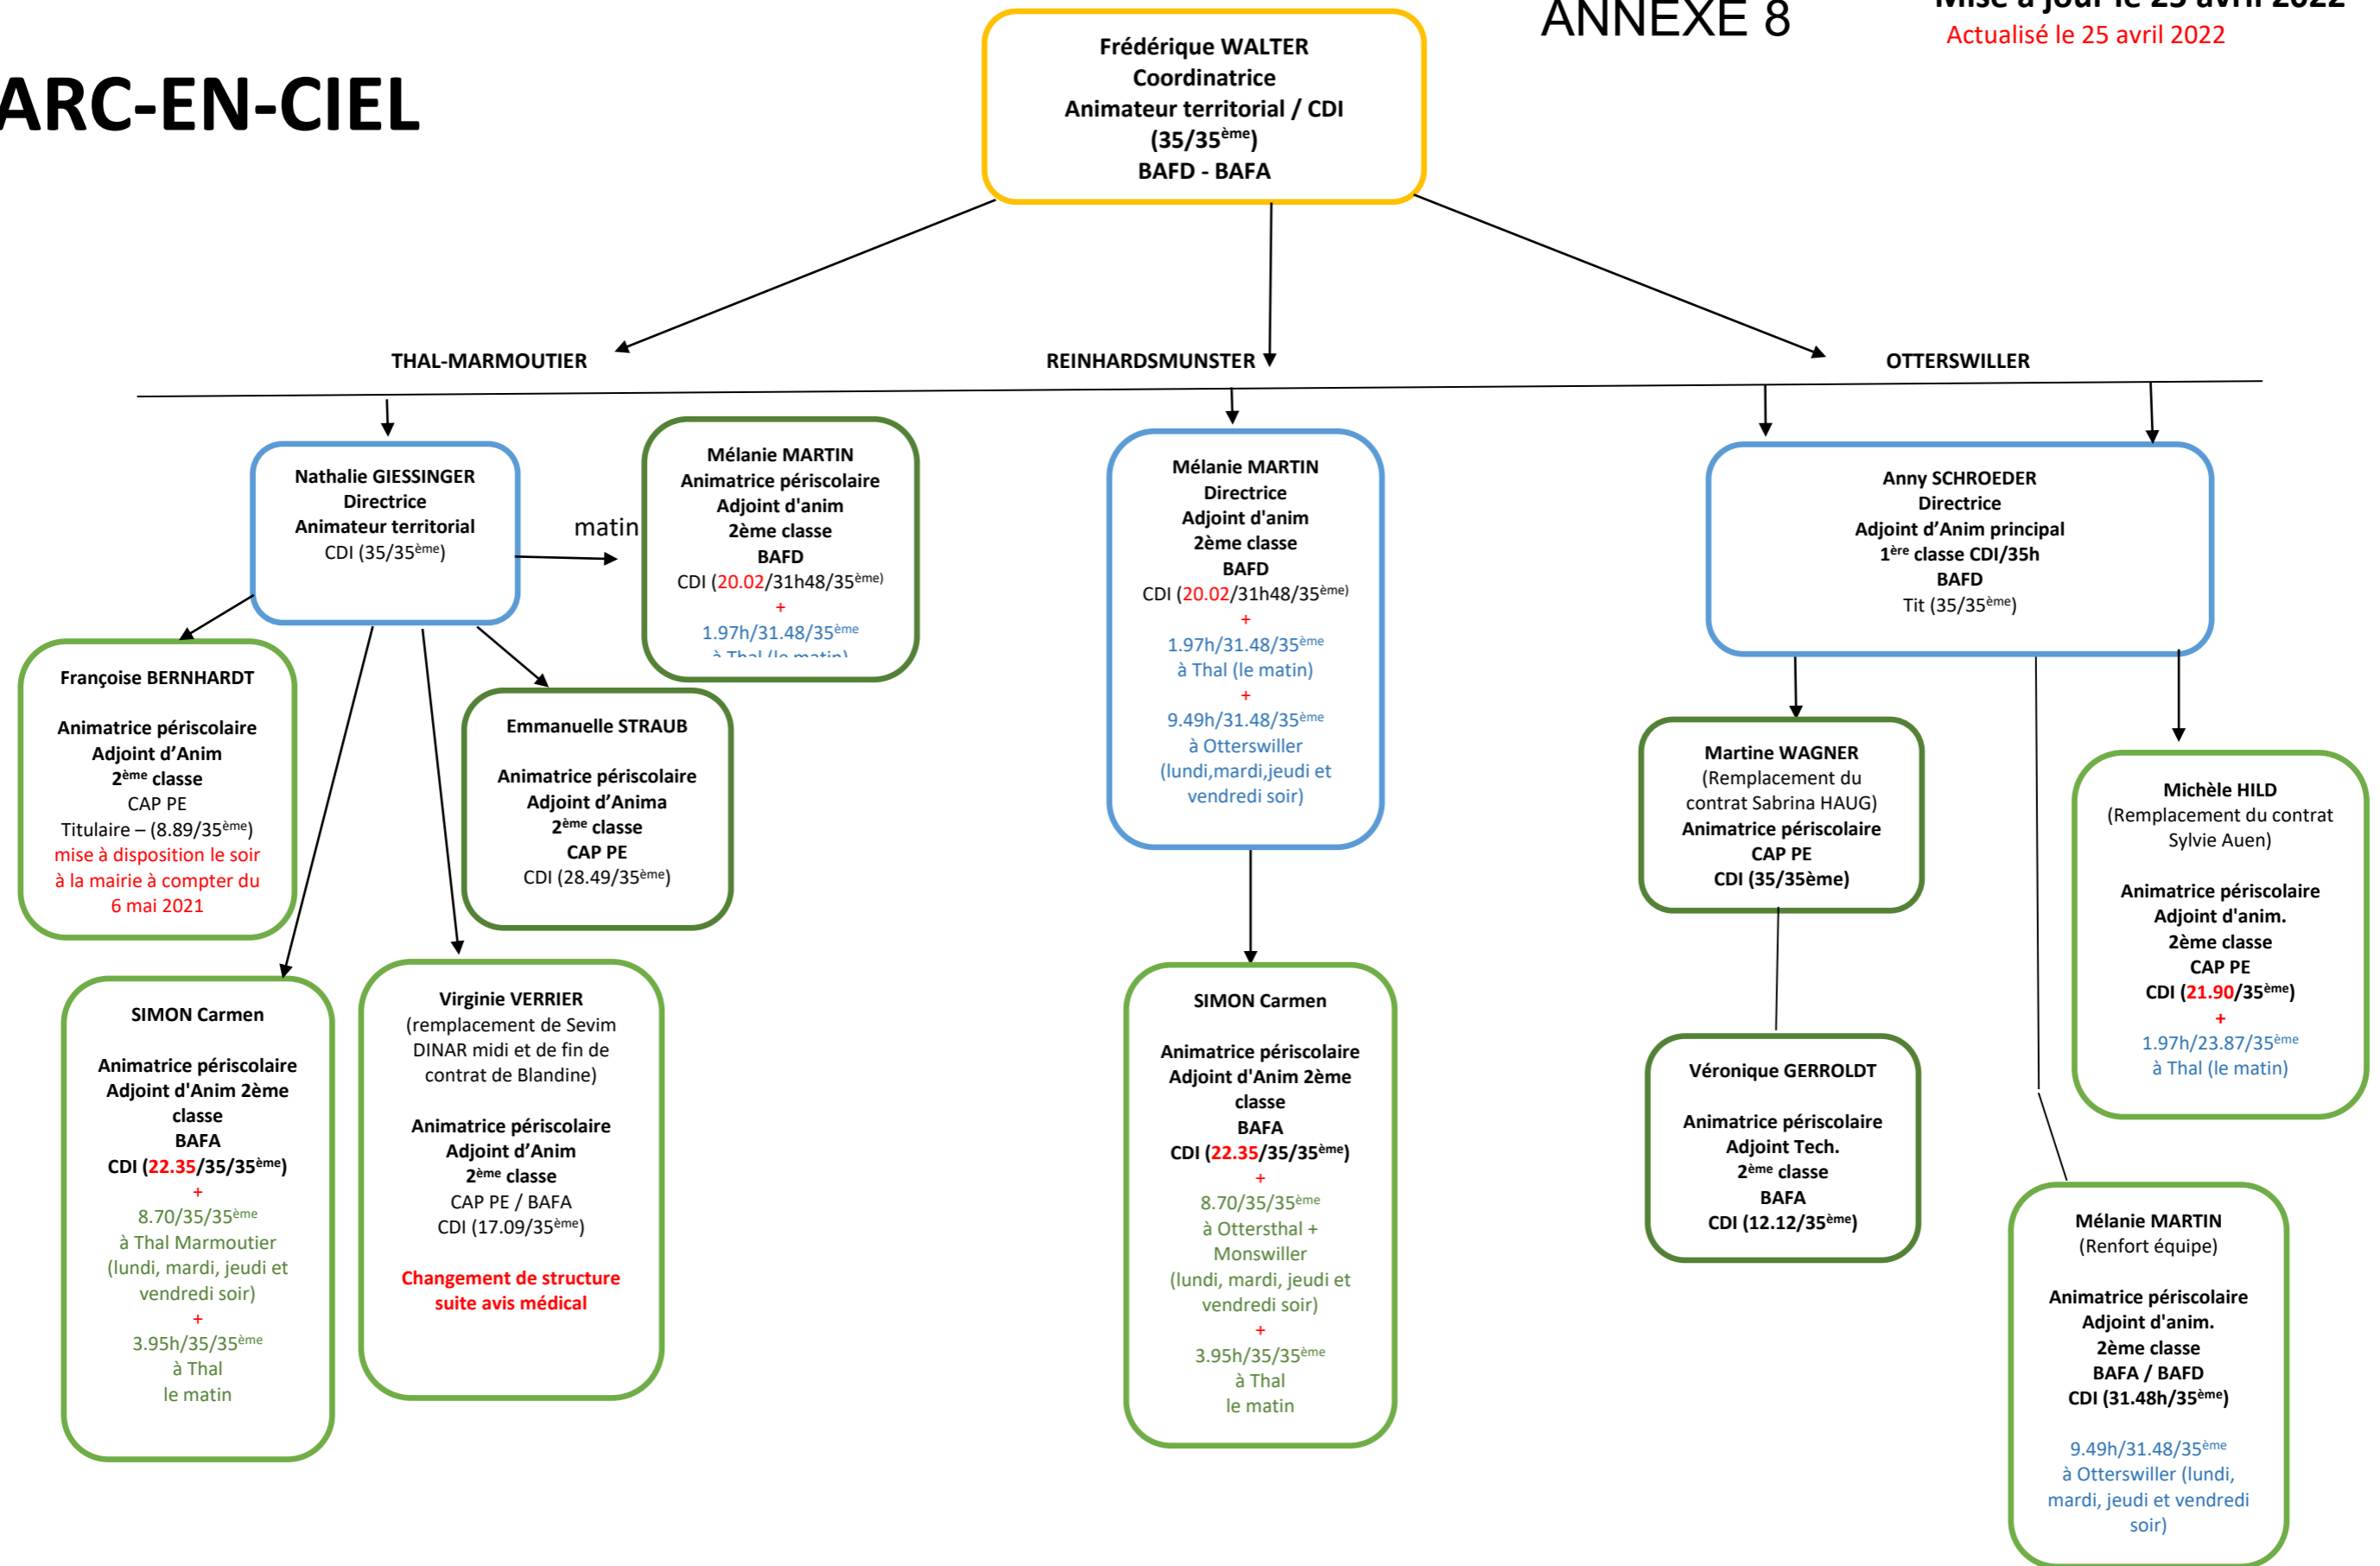 ANNEXE 8
Mise à jour le 25 avril 2022
Actualisé le 25 avril 2022
ARC-EN-CIEL
Frédérique WALTER
Coordinatrice
Animateur territorial / CDI
(35/35ème)
BAFD - BAFA
THAL-MARMOUTIER
REINHARDSMUNSTER
OTTERSWILLER
Nathalie GIESSINGER
Directrice
Animateur territorial
CDI (35/35ème)
matin
Mélanie MARTIN
Animatrice périscolaire
Adjoint d'anim
2ème classe
BAFD
CDI (20.02/31h48/35ème)
+
1.97h/31.48/35ème
à Thal (le matin)
Mélanie MARTIN
Directrice
Adjoint d'anim
2ème classe
BAFD
CDI (20.02/31h48/35ème)
+
1.97h/31.48/35ème
à Thal (le matin)
+
9.49h/31.48/35ème
à Otterswiller
(lundi,mardi,jeudi et
vendredi soir)
Anny SCHROEDER
Directrice
Adjoint d’Anim principal
1ère classe CDI/35h
BAFD
Tit (35/35ème)
Françoise BERNHARDT
Animatrice périscolaire
Adjoint d’Anim
2ème classe
CAP PE
Titulaire – (8.89/35ème)
mise à disposition le soir
à la mairie à compter du
6 mai 2021
Emmanuelle STRAUB
Animatrice périscolaire
Adjoint d’Anima
2ème classe
CAP PE
CDI (28.49/35ème)
Martine WAGNER
(Remplacement du
contrat Sabrina HAUG)
Animatrice périscolaire
CAP PE
CDI (35/35ème)
Michèle HILD
(Remplacement du contrat
Sylvie Auen)
Animatrice périscolaire
Adjoint d'anim.
2ème classe
CAP PE
CDI (21.90/35ème)
+
1.97h/23.87/35ème
à Thal (le matin)
SIMON Carmen
Animatrice périscolaire
Adjoint d'Anim 2ème
classe
BAFA
CDI (22.35/35/35ème)
+
8.70/35/35ème
à Thal Marmoutier
(lundi, mardi, jeudi et
vendredi soir)
+
3.95h/35/35ème
à Thal
le matin
Virginie VERRIER
(remplacement de Sevim
DINAR midi et de fin de
contrat de Blandine)
Animatrice périscolaire
Adjoint d’Anim
2ème classe
CAP PE / BAFA
CDI (17.09/35ème)
Changement de structure
suite avis médical
SIMON Carmen
Animatrice périscolaire
Adjoint d'Anim 2ème
classe
BAFA
CDI (22.35/35/35ème)
+
8.70/35/35ème
à Ottersthal +
Monswiller
(lundi, mardi, jeudi et
vendredi soir)
+
3.95h/35/35ème
à Thal
le matin
Véronique GERROLDT
Animatrice périscolaire
Adjoint Tech.
2ème classe
BAFA
CDI (12.12/35ème)
Mélanie MARTIN
(Renfort équipe)
Animatrice périscolaire
Adjoint d'anim.
2ème classe
BAFA / BAFD
CDI (31.48h/35ème)
9.49h/31.48/35ème
à Otterswiller (lundi,
mardi, jeudi et vendredi
soir)